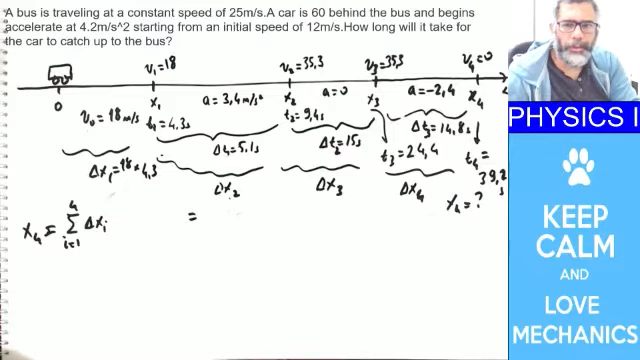 A bus is traveling at a constant speed of 25m/s.A car is 60 behind the bus and begins
accelerate at 4.2m/s^2 starting from an initial speed of 12m/s.How long will it take for
the car to catch up to the bus?
v₁=18 v₂=35,3 v₃=35,3 v₄=0
0 x₁ a=3,4m/s² x₂ a=0 x₃ a=-2,4 x₄
v₀=18m/s t₁=4.3s t₂=9,4s
Δt=5.1s Δt₂=15s Δt₃=14,8s
t₃=24,4 t₄=
39,2
s
Δx₁=18*4,3 Δx₂ Δx₃ Δx₄
x₄=?
x₄=∑Δxᵢ =
4
i=1
PHYSICS I
KEEP
CALM
AND
LOVE
MECHANICS